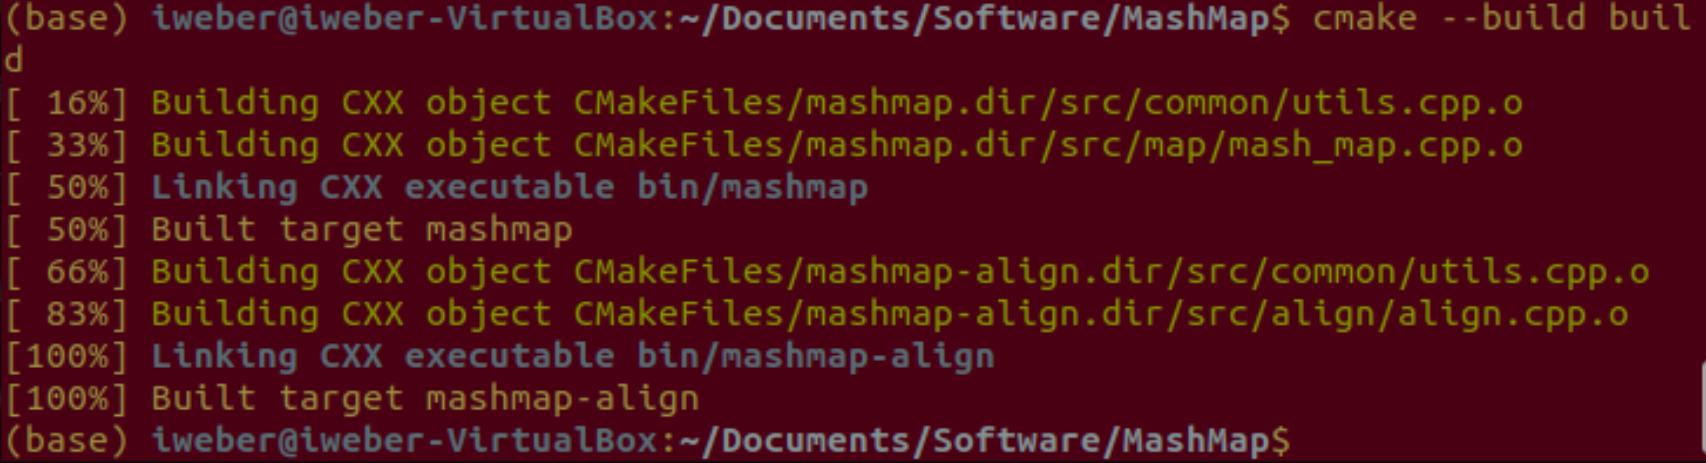 (base) iweber@iweber-VirtualBox:~/Documents/Software/MashMap$ cmake --build buil
d
[ 16%] Building CXX object CMakeFiles/mashmap.dir/src/common/utils.cpp.o
[ 33%] Building CXX object CMakeFiles/mashmap.dir/src/map/mash_map.cpp.o
[ 50%] Linking CXX executable bin/mashmap
[ 50%] Built target mashmap
[ 66%] Building CXX object CMakeFiles/mashmap-align.dir/src/common/utils.cpp.o
[ 83%] Building CXX object CMakeFiles/mashmap-align.dir/src/align/align.cpp.o
[100%] Linking CXX executable bin/mashmap-align
[100%] Built target mashmap-align
(base) iweber@iweber-VirtualBox:~/Documents/Software/MashMap$